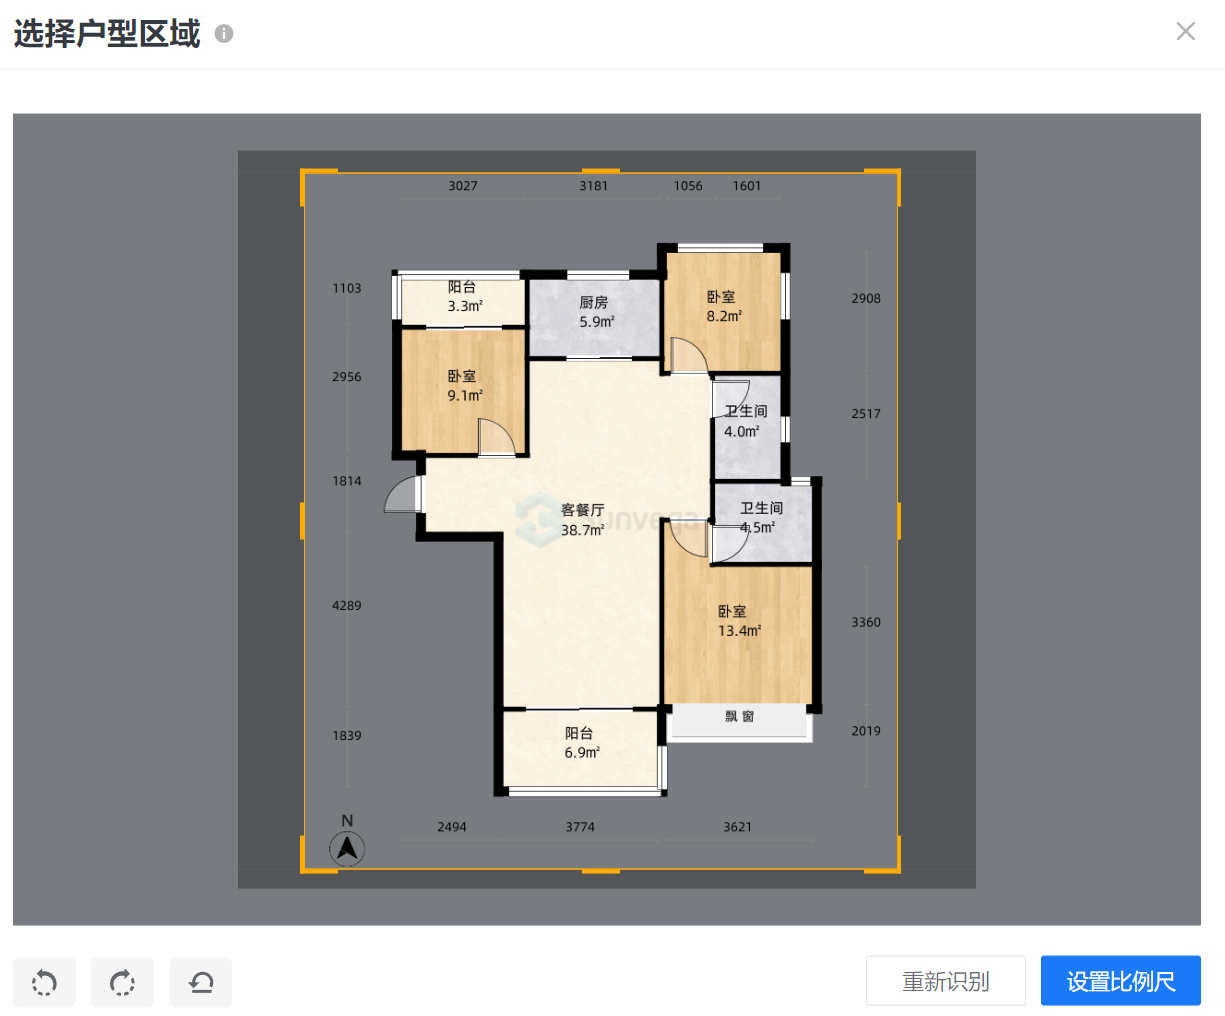 选择户型区域
3027
3181
1056
1601
1103
2956
1814
4289
1839
2908
2517
3360
2019
阳台
3.3㎡
厨房
5.9㎡
卧室
8.2㎡
卧室
9.1㎡
卫生间
4.0㎡
卫生间
4.5㎡
客餐厅
38.7㎡
sunvega
卧室
13.4㎡
飘窗
阳台
6.9㎡
N
2494
3774
3621
重新识别
设置比例尺